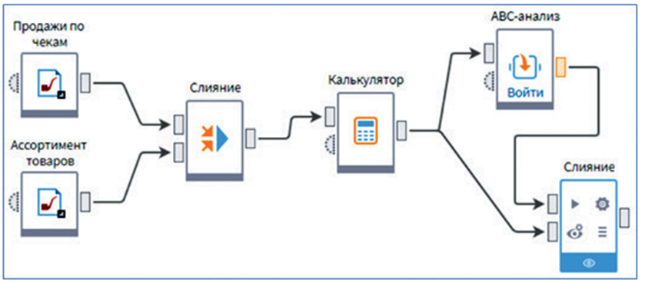 Продажи по
чекам
Ассортимент
товаров
Слияние
Калькулятор
ABC-анализ
Войти
Слияние